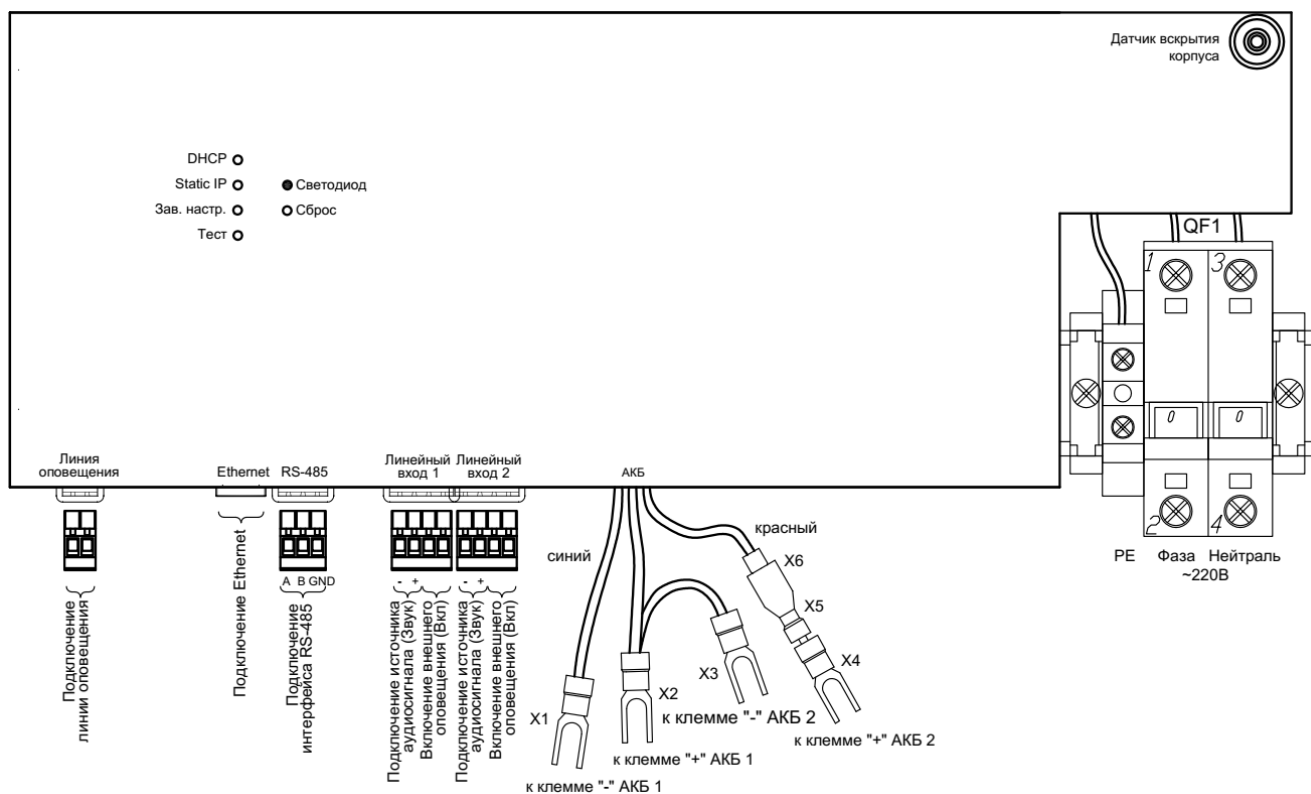 Датчик вскрытия
корпуса
DHCP
Static IP
Светодиод
Зав. настр.
Сброс
Тест
QF1
1
3
Линия
оповещения
Ethernet
RS-485
Линейный
вход 1
Линейный
вход 2
АКБ
0
0
2
4
PE
Фаза
Нейтраль
~220В
синий
красный
A B GND
- +
- +
Подключение
линии оповещения
Подключение Ethernet
Подключение
интерфейса RS-485
Подключение источника
аудиосигнала (Звук)
Включение внешнего
оповещения (Вкл)
Подключение источника
аудиосигнала (Звук)
Включение внешнего
оповещения (Вкл)
X6
X5
X4
X3
X2
X1
к клемме "-" АКБ 2
к клемме "+" АКБ 2
к клемме "+" АКБ 1
к клемме "-" АКБ 1